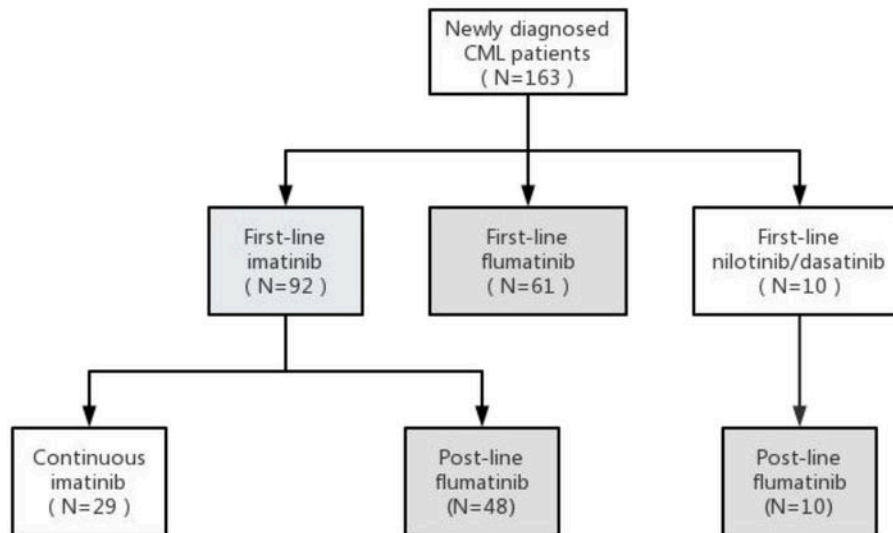 Newly diagnosed
CML patients
( N=163 )
First-line
imatinib
( N=92 )
First-line
flumatinib
( N=61 )
First-line
nilotinib/dasatinib
( N=10 )
Continuous
imatinib
( N=29 )
Post-line
flumatinib
(N=48)
Post-line
flumatinib
(N=10)